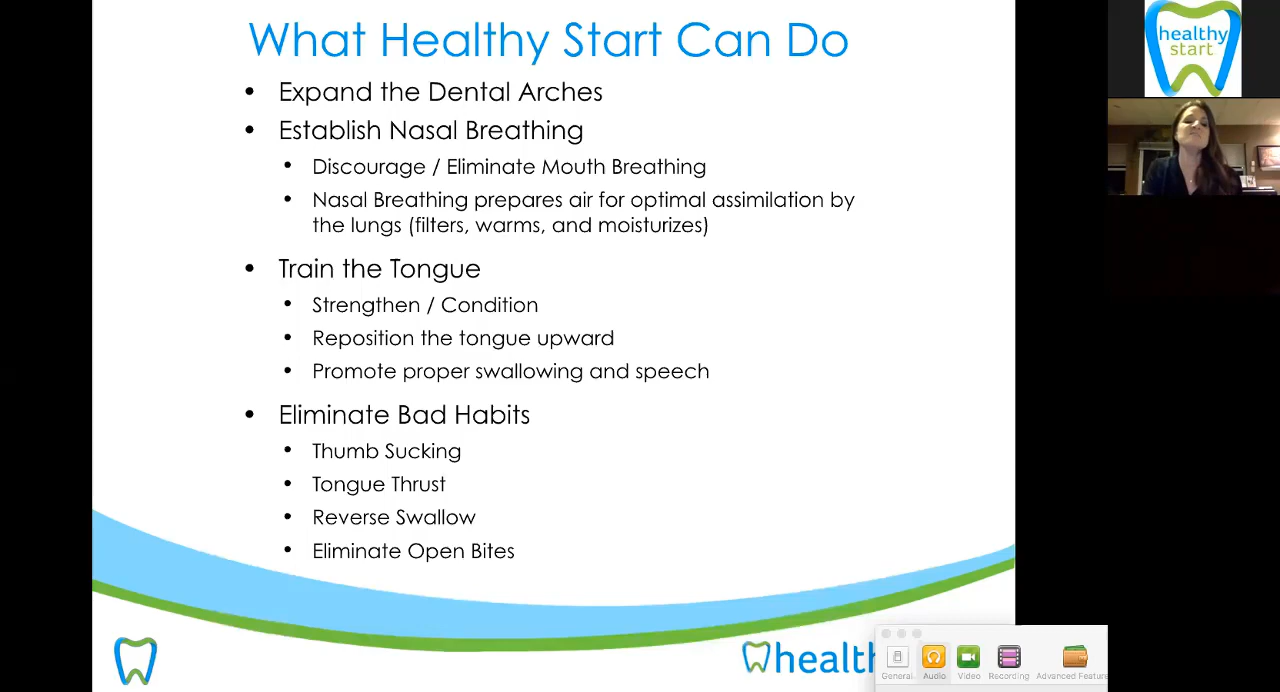 What Healthy Start Can Do
• Expand the Dental Arches
• Establish Nasal Breathing
• Discourage / Eliminate Mouth Breathing
• Nasal Breathing prepares air for optimal assimilation by
the lungs (filters, warms, and moisturizes)
• Train the Tongue
• Strengthen / Condition
• Reposition the tongue upward
• Promote proper swallowing and speech
• Eliminate Bad Habits
• Thumb Sucking
• Tongue Thrust
• Reverse Swallow
• Eliminate Open Bites
healthy
start
health
General Audio Video Recording Advanced Feature